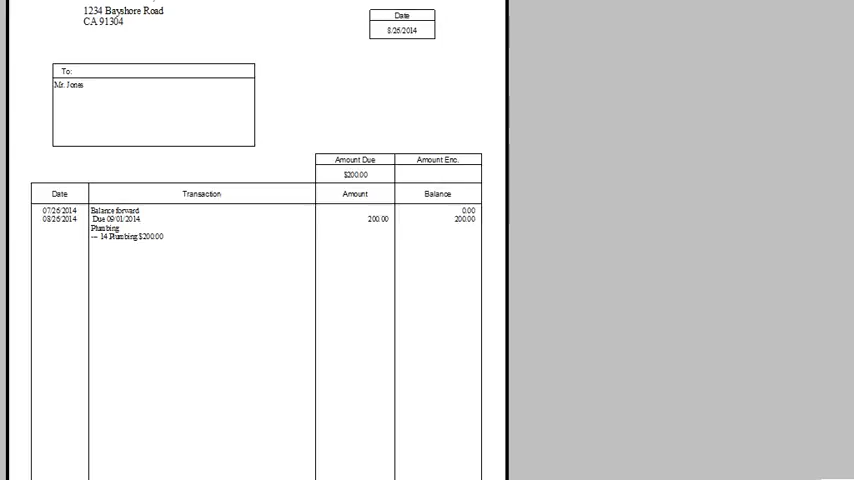 1234 Bayshore Road
CA 91304
Date
8/26/2014
To:
Mr. Jones
Amount Due
Amount Enc.
$200.00
Date
Transaction
Amount
Balance
07/26/2014 Balance forward 0.00
08/26/2014 Due 09/01/2014. 200.00 200.00
Plumbing
--- 14 Plumbing $200.00